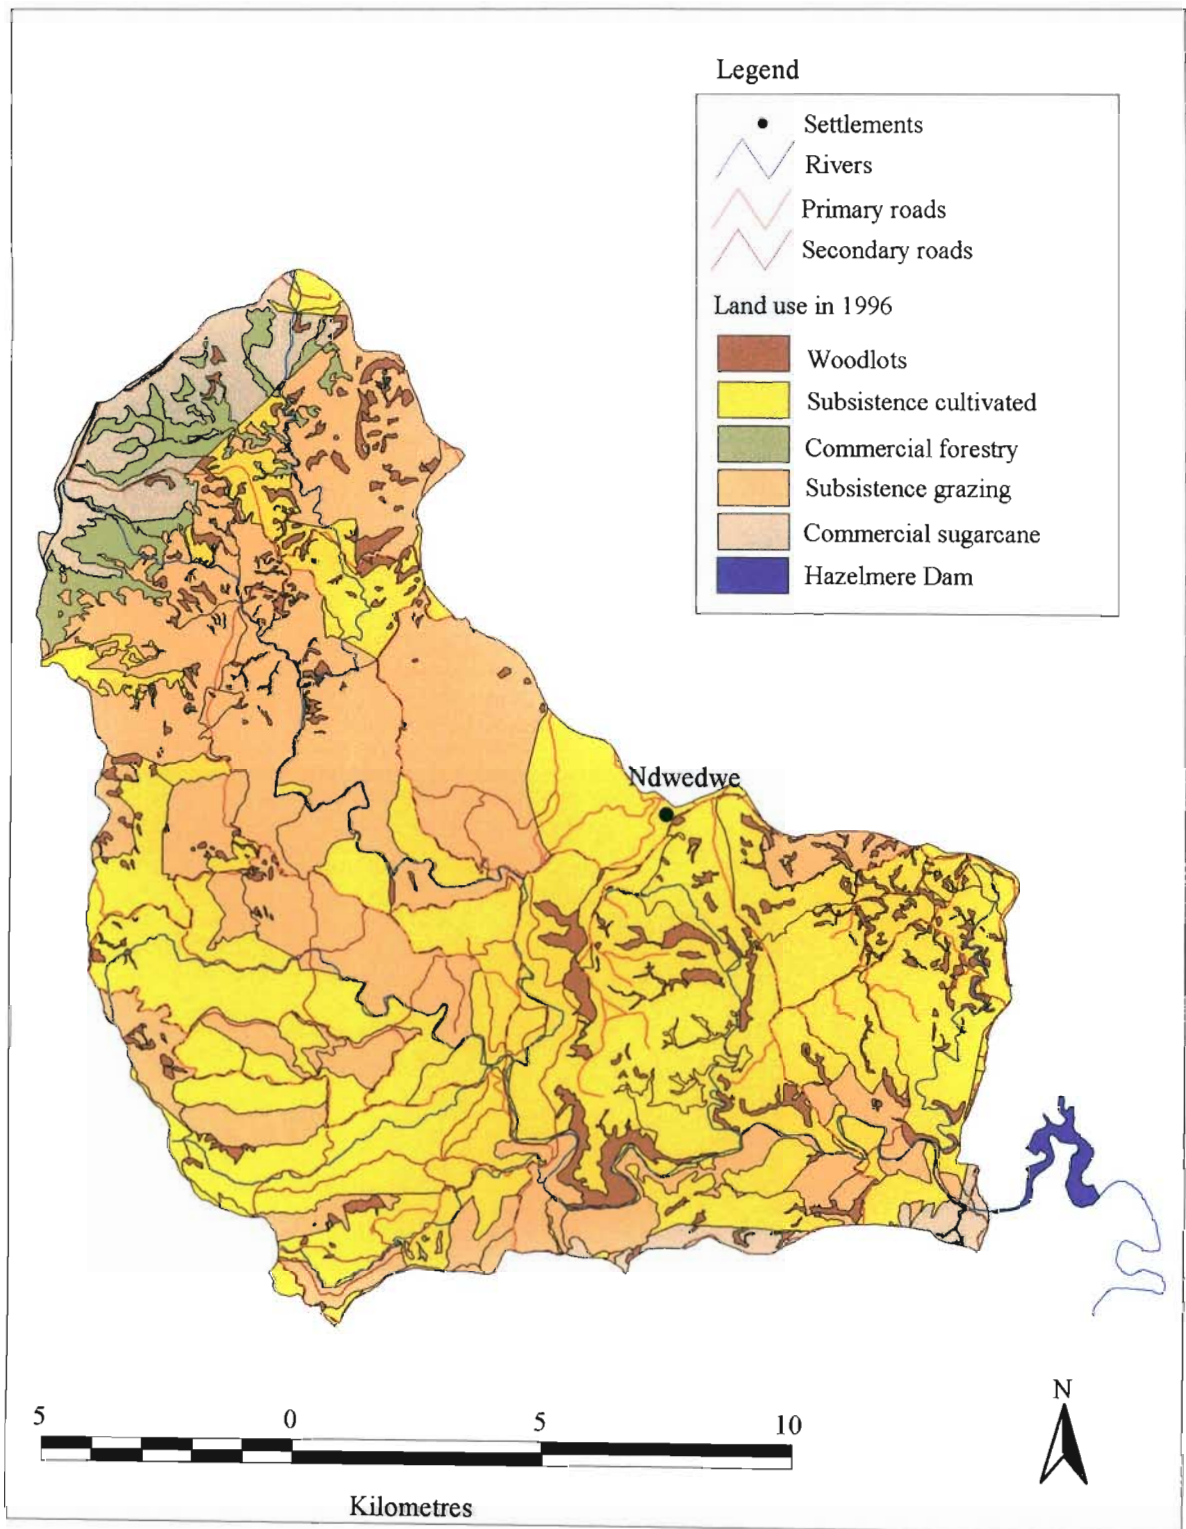 Legend
Settlements
Rivers
Primary roads
Secondary roads
Land use in 1996
Woodlots
Subsistence cultivated
Commercial forestry
Subsistence grazing
Commercial sugarcane
Hazelmere Dam
Ndwedwe
N
5 0 5 10
Kilometres